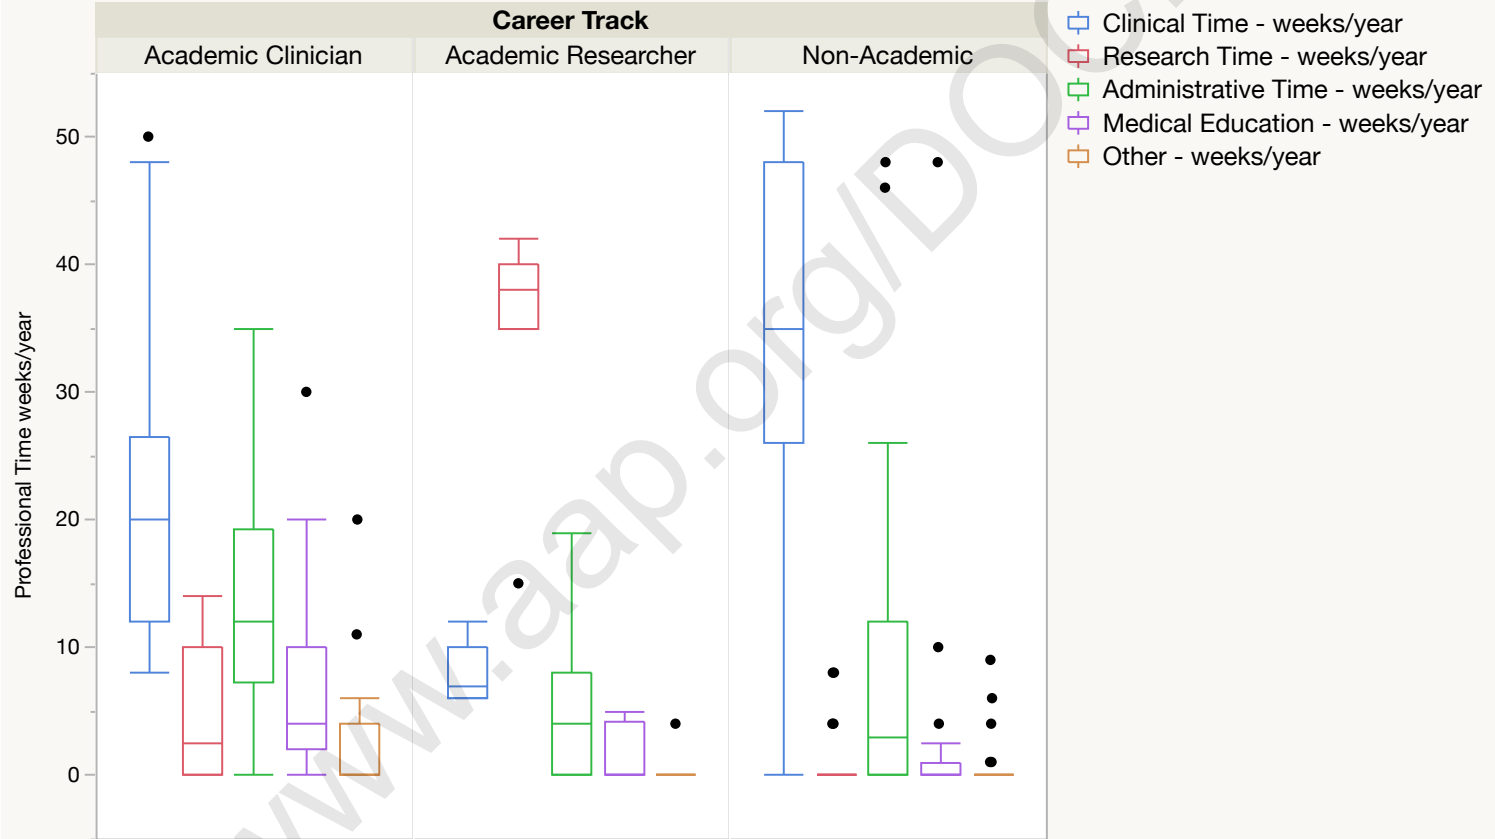 Career Track
Academic Clinician
Academic Researcher
Non-Academic
Clinical Time - weeks/year
Research Time - weeks/year
Administrative Time - weeks/year
Medical Education - weeks/year
Other - weeks/year
Professional Time weeks/year
50
40
30
20
10
0
www.aap.org/DOC